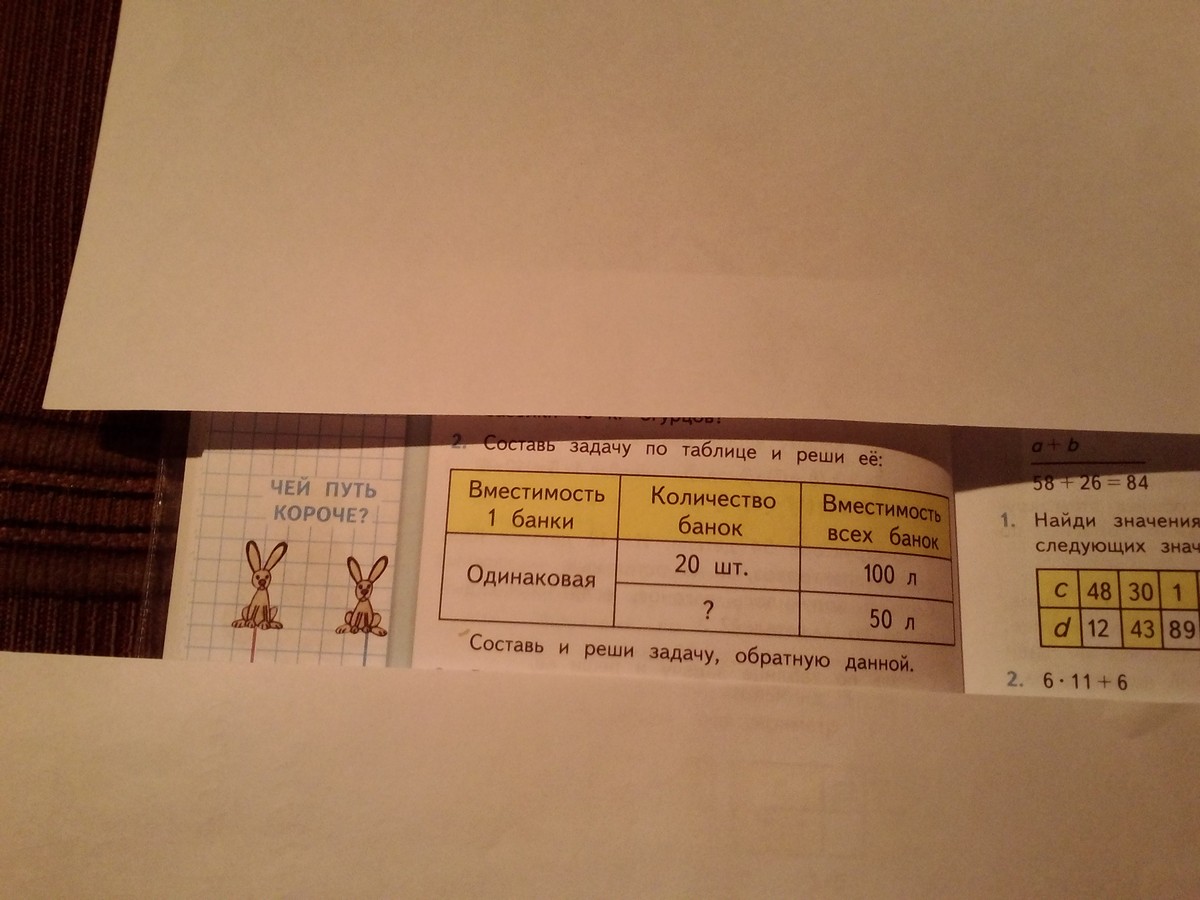 ЧЕЙ ПУТЬ
КОРОЧЕ?
огурцов?
2. Составь задачу по таблице и реши её:
Вместимость 1 банки
Количество банок
Вместимость всех банок
Одинаковая
20 шт.
100 л
?
50 л
Составь и реши задачу, обратную данной.
a + b
58 + 26 = 84
1. Найди значения
следующих знач
c 48 30 1
d 12 43 89
2. 6 · 11 + 6